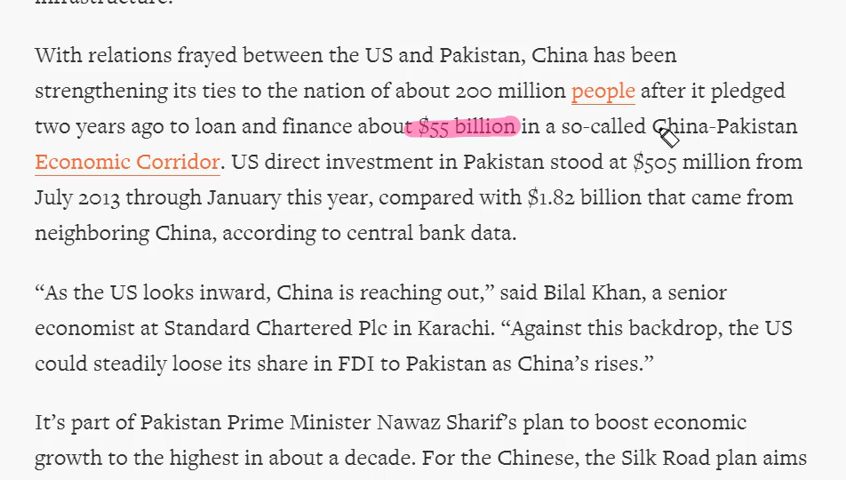 infrastructure.
With relations frayed between the US and Pakistan, China has been
strengthening its ties to the nation of about 200 million people after it pledged
two years ago to loan and finance about $55 billion in a so-called China-Pakistan
Economic Corridor. US direct investment in Pakistan stood at $505 million from
July 2013 through January this year, compared with $1.82 billion that came from
neighboring China, according to central bank data.
“As the US looks inward, China is reaching out,” said Bilal Khan, a senior
economist at Standard Chartered Plc in Karachi. “Against this backdrop, the US
could steadily loose its share in FDI to Pakistan as China’s rises.”
It’s part of Pakistan Prime Minister Nawaz Sharif’s plan to boost economic
growth to the highest in about a decade. For the Chinese, the Silk Road plan aims